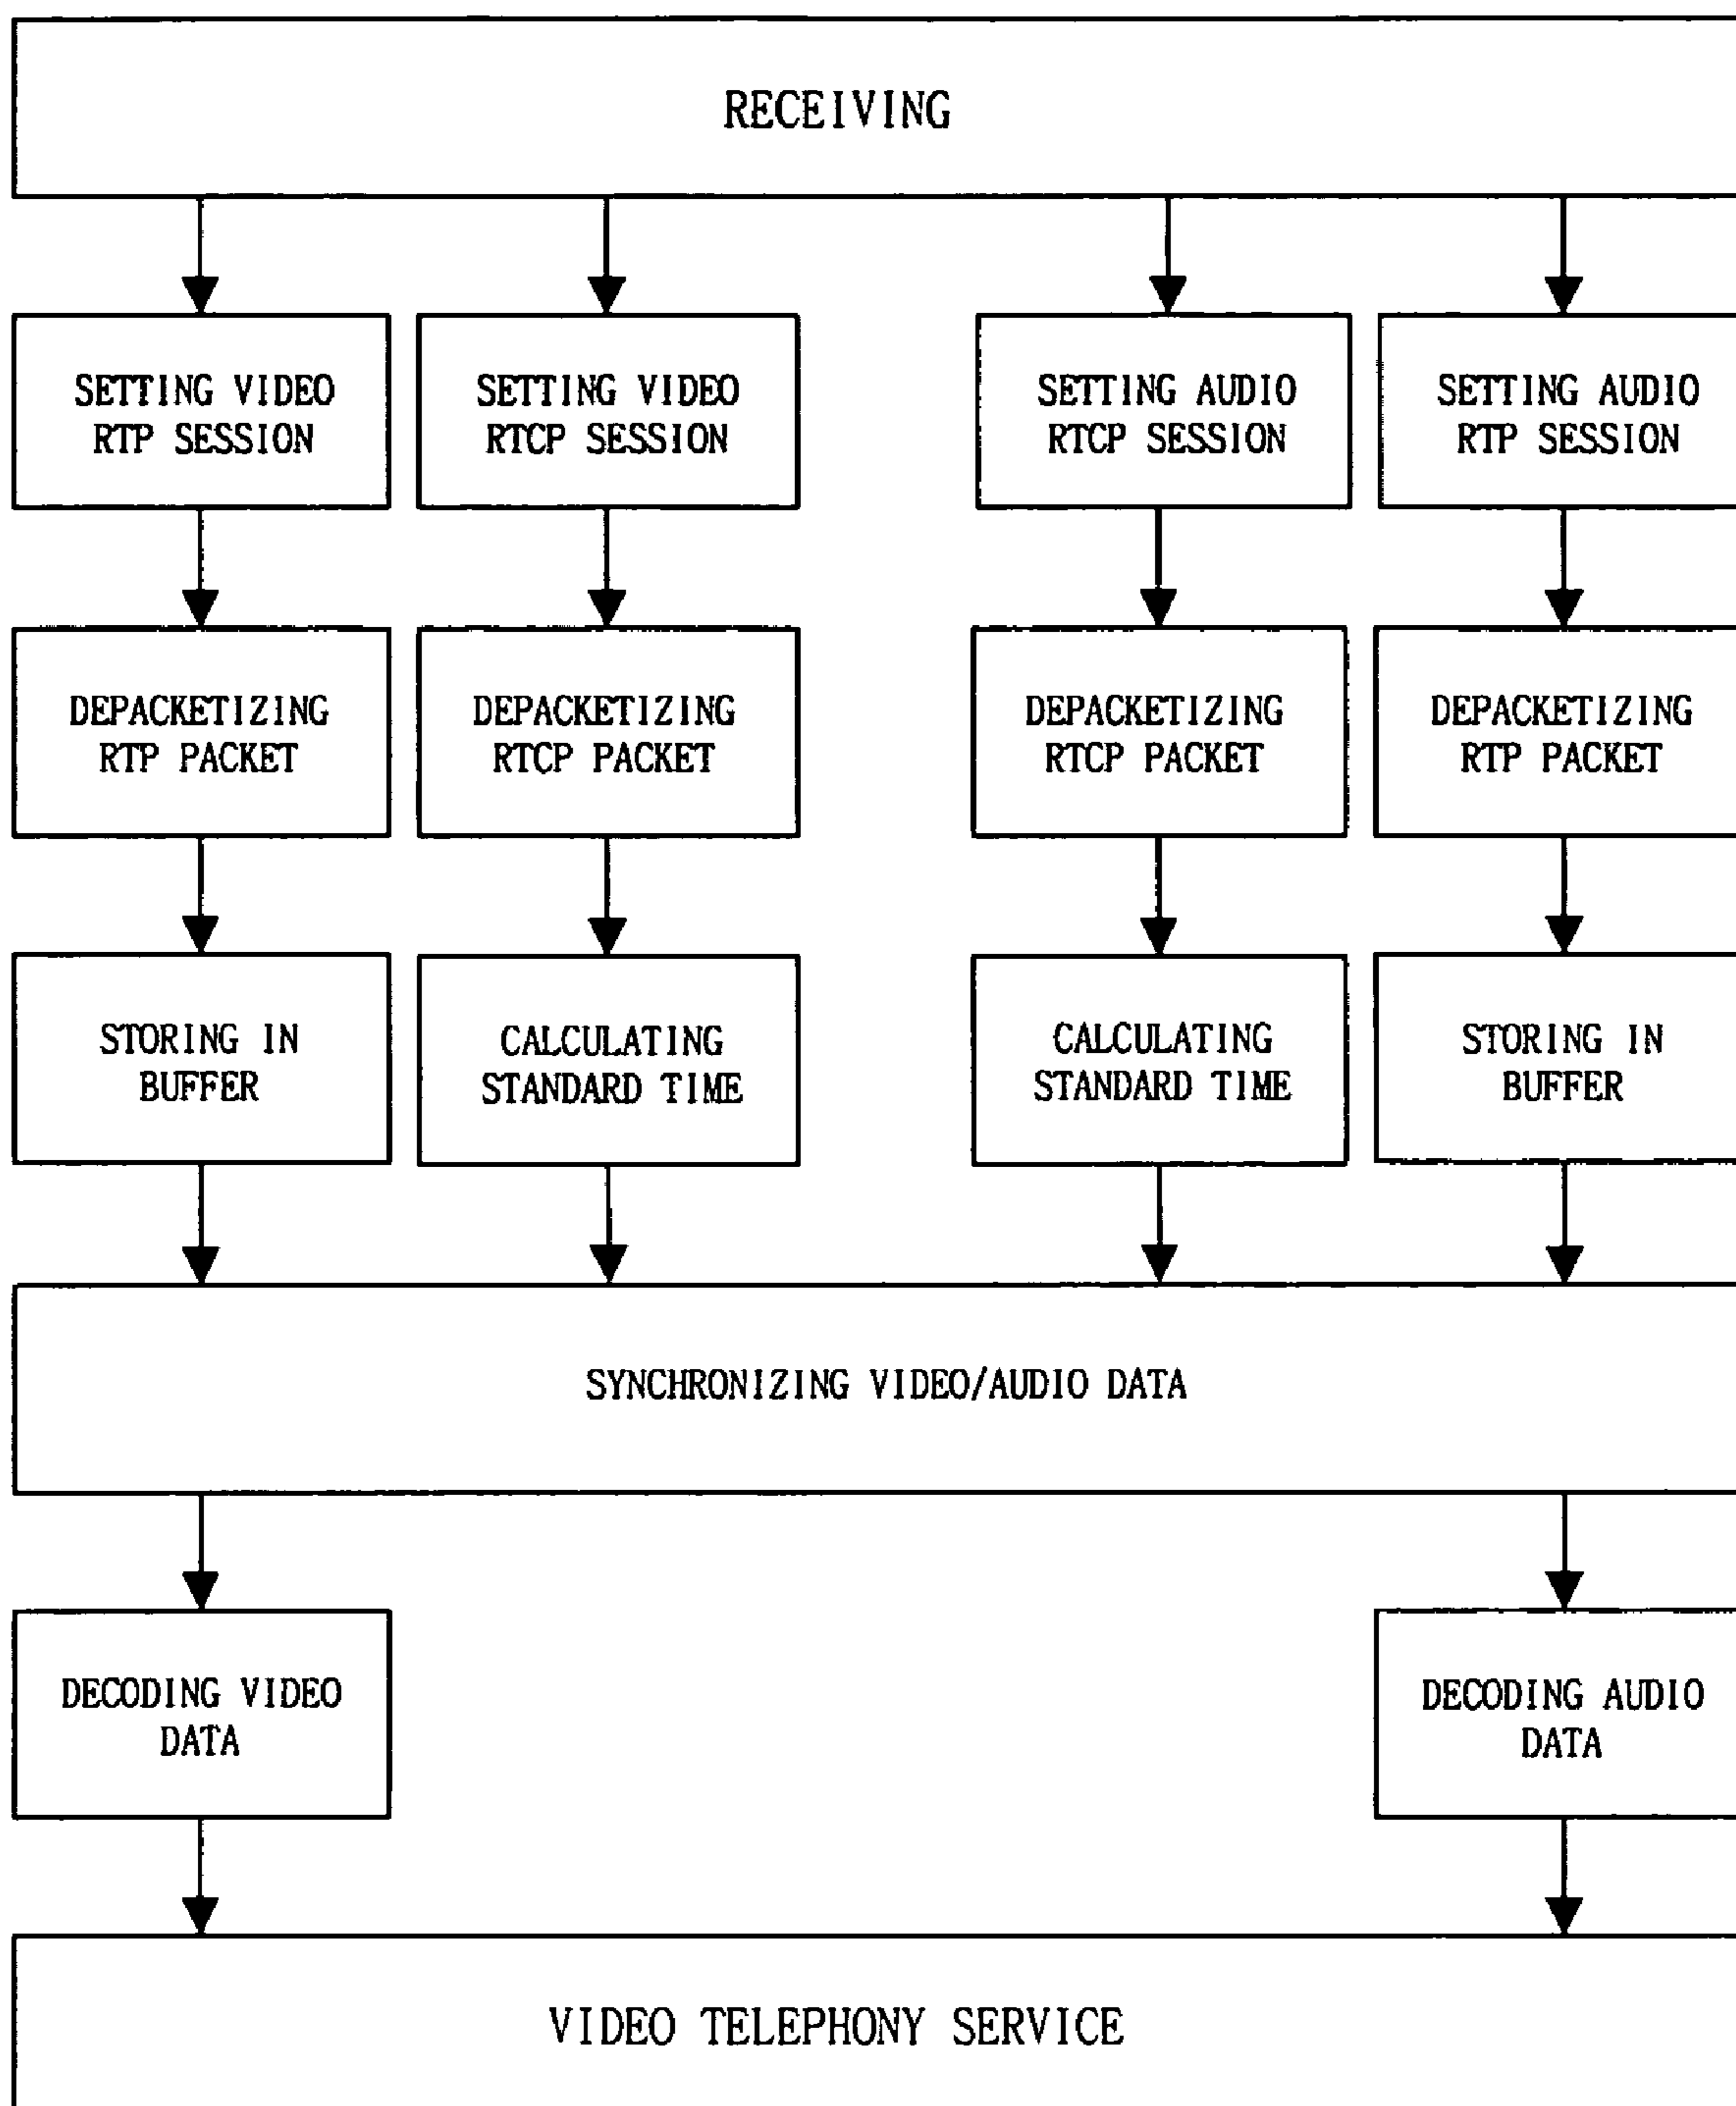 RECEIVING
SETTING VIDEO
RTP SESSION
SETTING VIDEO
RTCP SESSION
SETTING AUDIO
RTCP SESSION
SETTING AUDIO
RTP SESSION
DEPACKETIZING
RTP PACKET
DEPACKETIZING
RTCP PACKET
DEPACKETIZING
RTCP PACKET
DEPACKETIZING
RTP PACKET
STORING IN
BUFFER
CALCULATING
STANDARD TIME
CALCULATING
STANDARD TIME
STORING IN
BUFFER
SYNCHRONIZING VIDEO/AUDIO DATA
DECODING VIDEO
DATA
DECODING AUDIO
DATA
VIDEO TELEPHONY SERVICE